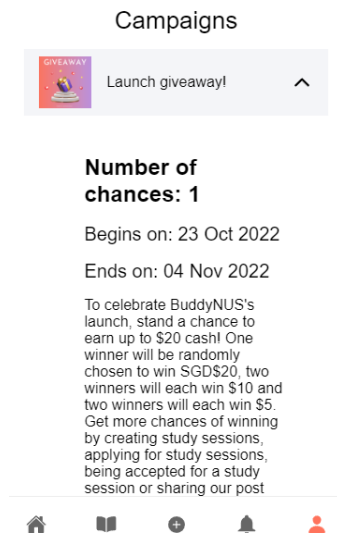 Campaigns
GIVEAWAY
Launch giveaway!
Number of
chances: 1
Begins on: 23 Oct 2022
Ends on: 04 Nov 2022
To celebrate BuddyNUS's
launch, stand a chance to
earn up to $20 cash! One
winner will be randomly
chosen to win SGD$20, two
winners will each win $10 and
two winners will each win $5.
Get more chances of winning
by creating study sessions,
applying for study sessions,
being accepted for a study
session or sharing our post